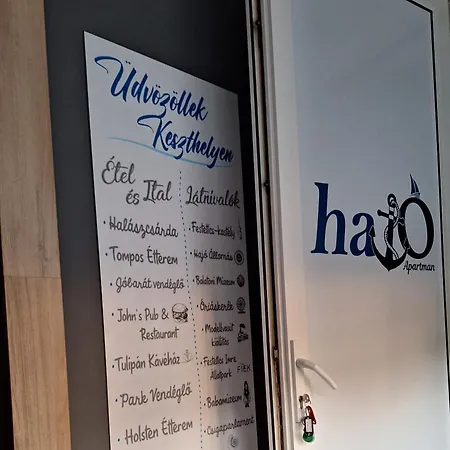 Üdvözöllek
Keszthelyen
Étel
és Ital
• Halászcsárda
• Tompos Étterem
• Jóbarát vendéglő
• John's Pub &
Restaurant
• Tulipán Kávéház
• Park Vendéglő
• Holsten Étterem
Látnivalók
• Festetics-kastély
• Hajó Állomás
• Balatoni Múzeum
• Óriáskerék
• Modellvasút
kiállítás
• Festetics Imre
Állatpark
• Babamúzeum
• Csigaparlament
hajó
Apartman